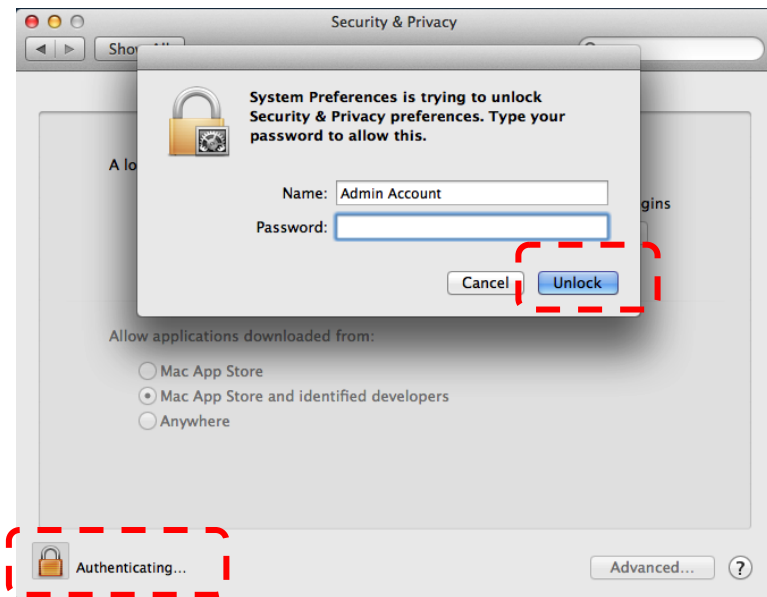 Security & Privacy
System Preferences is trying to unlock
Security & Privacy preferences. Type your
password to allow this.
A lo
Name: Admin Account
gins
Password:
Cancel Unlock
Allow applications downloaded from:
Mac App Store
Mac App Store and identified developers
Anywhere
Authenticating...
Advanced... ?